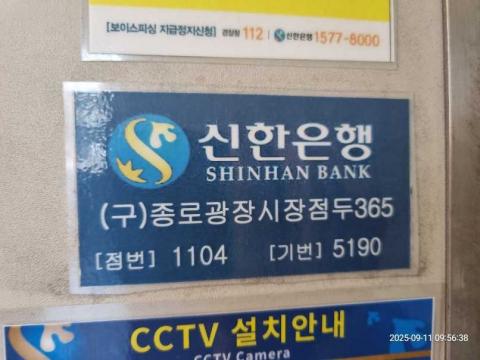 [보이스피싱 지급정지신청] 경찰청 112 | 신한은행 1577-8000
신한은행
SHINHAN BANK
(구)종로광장시장점두365
[점번] 1104 [기번] 5190
CCTV 설치안내
CCTV Camera
2025-09-11 09:56:38